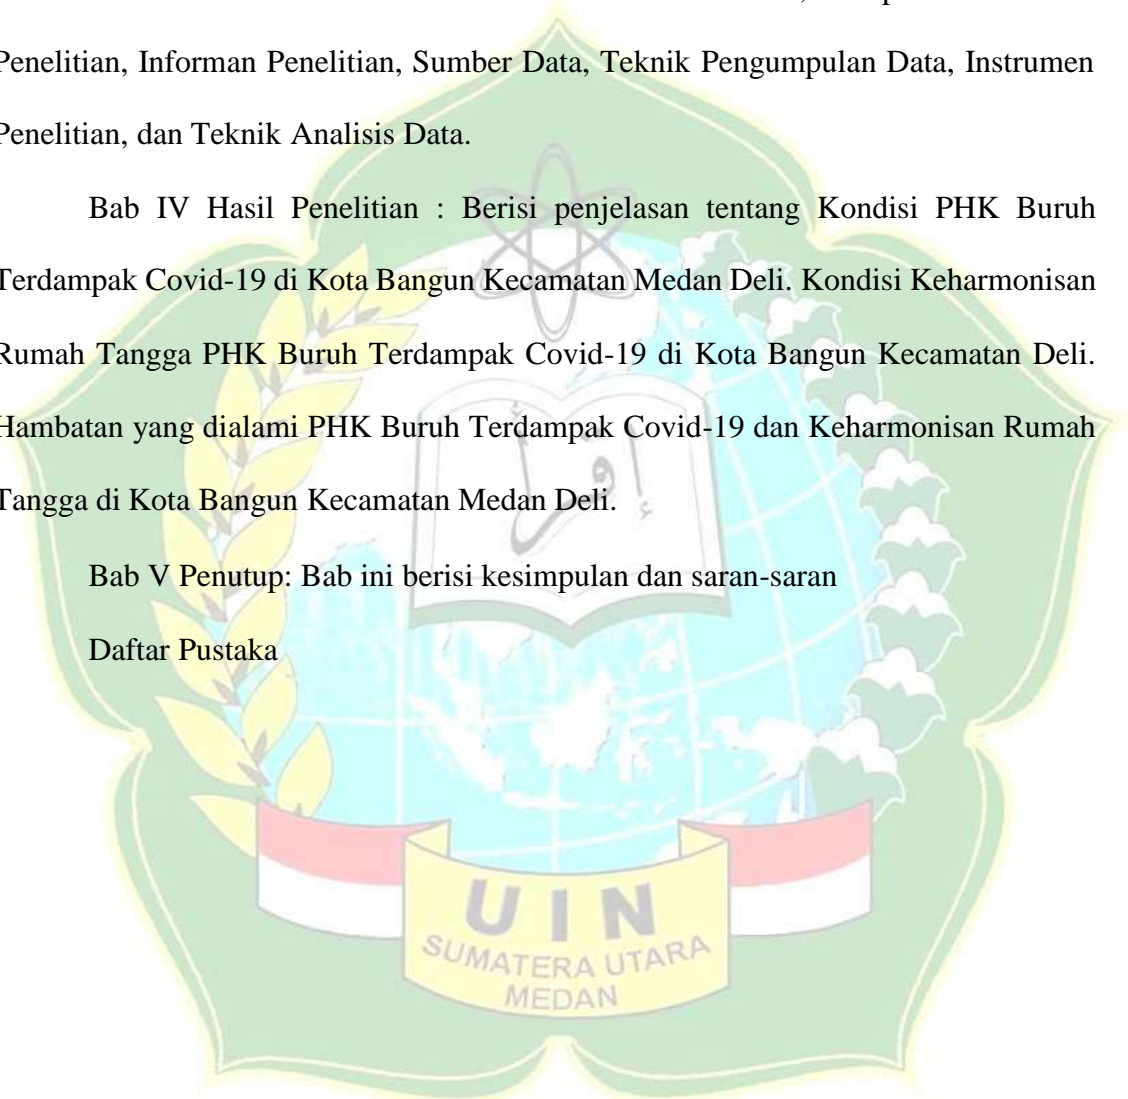 Penelitian, Informan Penelitian, Sumber Data, Teknik Pengumpulan Data, Instrumen
Penelitian, dan Teknik Analisis Data.
Bab IV Hasil Penelitian : Berisi penjelasan tentang Kondisi PHK Buruh
Terdampak Covid-19 di Kota Bangun Kecamatan Medan Deli. Kondisi Keharmonisan
Rumah Tangga PHK Buruh Terdampak Covid-19 di Kota Bangun Kecamatan Deli.
Hambatan yang dialami PHK Buruh Terdampak Covid-19 dan Keharmonisan Rumah
Tangga di Kota Bangun Kecamatan Medan Deli.
إقرأ
Bab V Penutup: Bab ini berisi kesimpulan dan saran-saran
Daftar Pustaka
UIN
SUMATERA UTARA
MEDAN